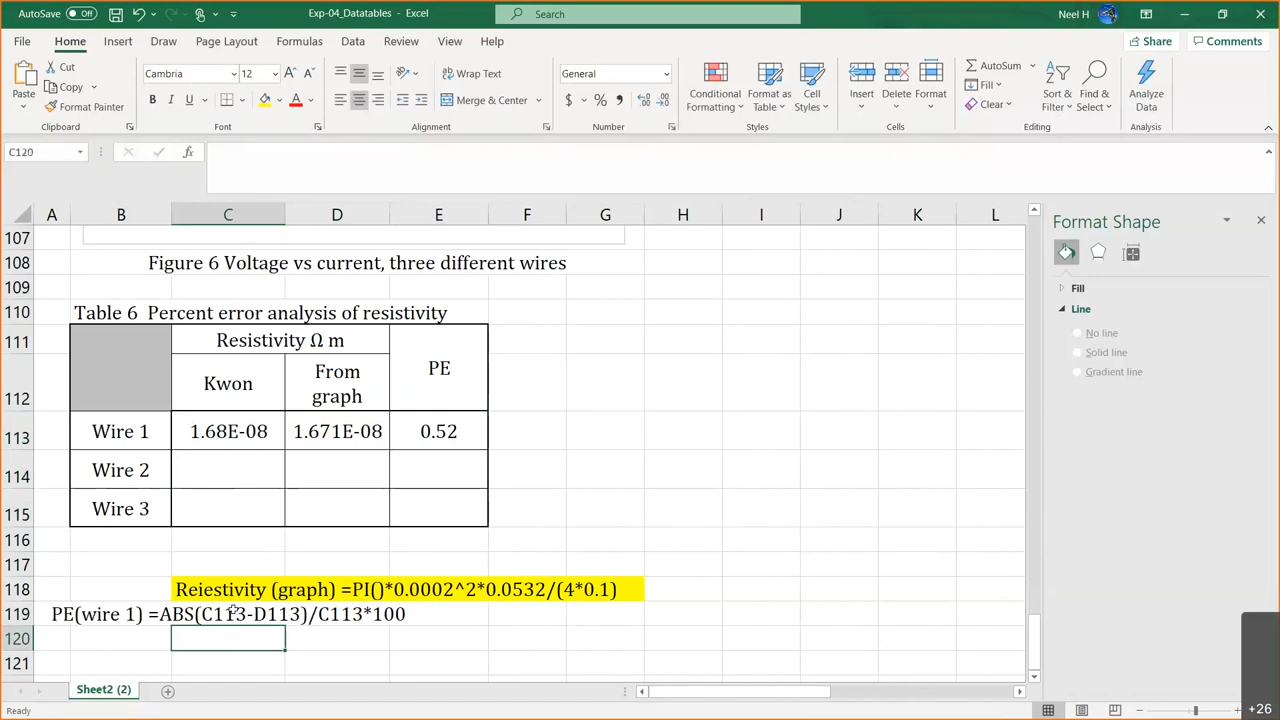 AutoSave Off Exp-04_Datatables - Excel Search Neel H
File Home Insert Draw Page Layout Formulas Data Review View Help Share Comments
Paste Cut Copy Format Painter Clipboard
Cambria 12 B I U A Font
Wrap Text Merge & Center Alignment
General $ % Number
Conditional Formatting Format as Table Cell Styles Styles
Insert Delete Format Cells
AutoSum Fill Clear Sort & Filter Find & Select Editing
Analyze Data Analysis
C120 fx
A B C D E F G H I J K L
Format Shape
Fill
Line
No line
Solid line
Gradient line
107
108 Figure 6 Voltage vs current, three different wires
109
110 Table 6 Percent error analysis of resistivity
111 Resistivity Ω m PE
112 Kwon From graph
113 Wire 1 1.68E-08 1.671E-08 0.52
114 Wire 2
115 Wire 3
116
117
118 Reiestivity (graph) =PI()*0.0002^2*0.0532/(4*0.1)
119 PE(wire 1) =ABS(C113-D113)/C113*100
120
121
Sheet2 (2)
+26